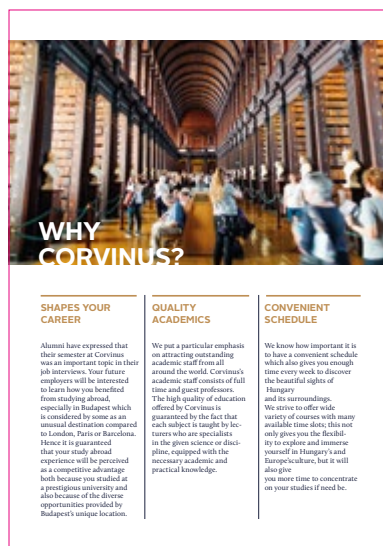 WHY
CORVINUS?
SHAPES YOUR
CAREER
Alumni have expressed that
their semester at Corvinus
was an important topic in their
job interviews. Your future
employers will be interested
to learn how you benefited
from studying abroad,
especially in Budapest which
is considered by some as an
unusual destination compared
to London, Paris or Barcelona.
Hence it is guaranteed
that your study abroad
experience will be perceived
as a competitive advantage
both because you studied at
a prestigious university and
also because of the diverse
opportunities provided by
Budapest's unique location.
QUALITY
ACADEMICS
We put a particular emphasis
on attracting outstanding
academic staff from all
around the world. Corvinus's
academic staff consists of full
time and guest professors.
The high quality of education
offered by Corvinus is
guaranteed by the fact that
each subject is taught by lec-
turers who are specialists
in the given science or disci-
pline, equipped with the
necessary academic and
practical knowledge.
CONVENIENT
SCHEDULE
We know how important it is
to have a convenient schedule
which also gives you enough
time every week to discover
the beautiful sights of
Hungary
and its surroundings.
We strive to offer wide
variety of courses with many
available time slots; this not
only gives you the flexibil-
ity to explore and immerse
yourself in Hungary's and
Europe'sculture, but it will
also give
you more time to concentrate
on your studies if need be.